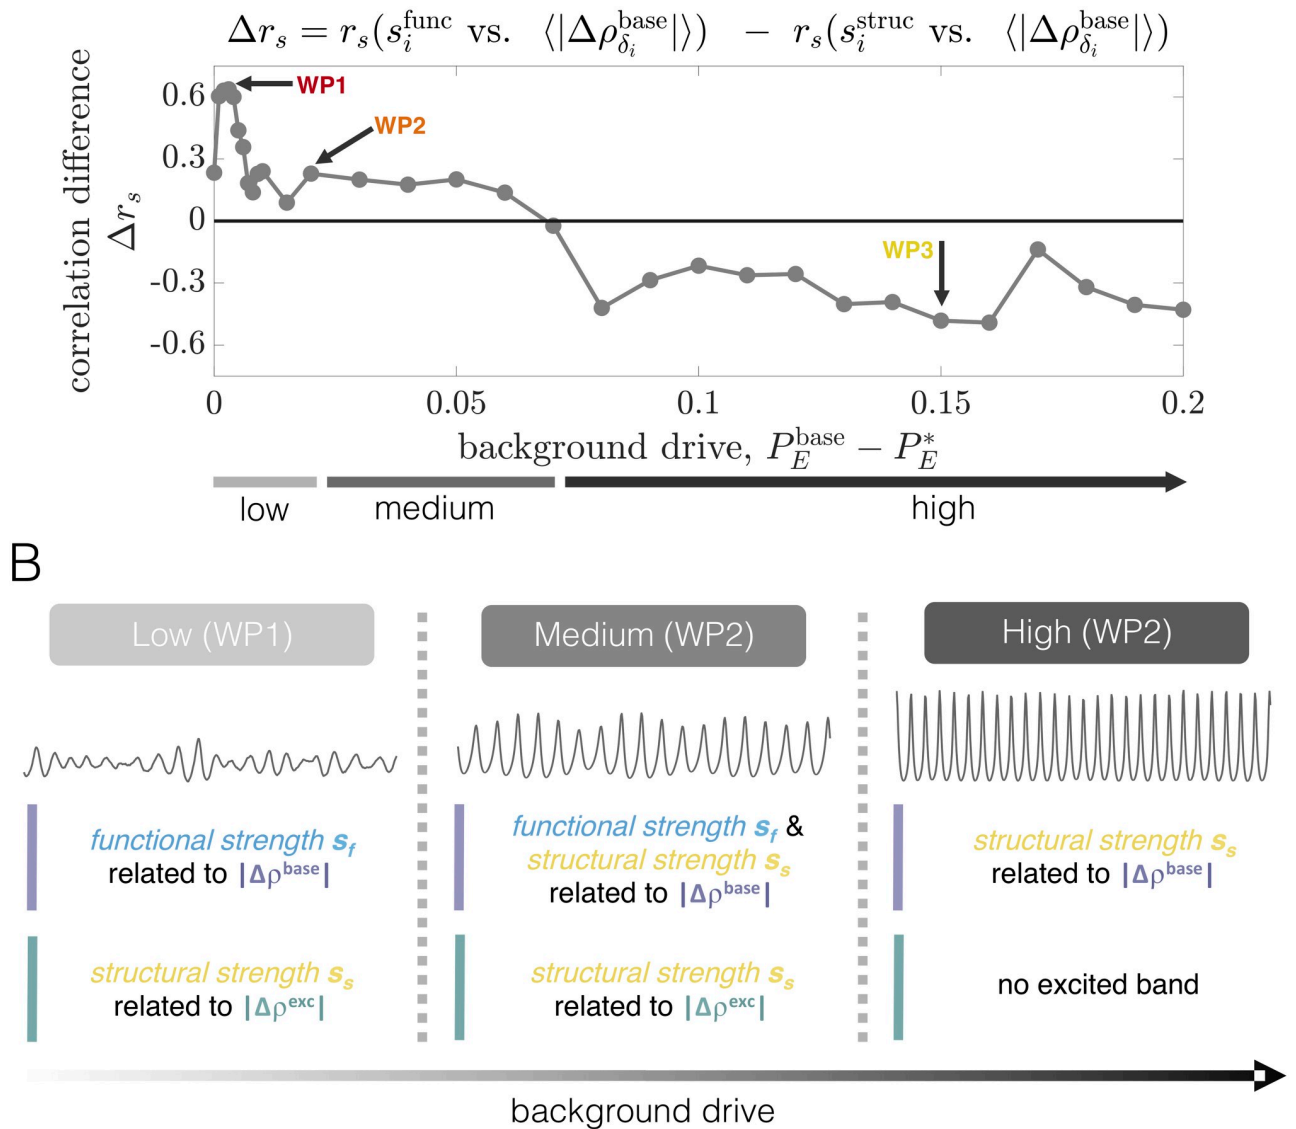 Δr_s = r_s(s_i^func vs. ⟨|Δρ_{δ_i}^base|⟩) − r_s(s_i^struc vs. ⟨|Δρ_{δ_i}^base|⟩)
correlation difference
Δr_s
0.6
0.3
0
-0.3
-0.6
WP1
WP2
WP3
0 0.05 0.1 0.15 0.2
background drive, P_E^base − P_E^*
low medium high
B
Low (WP1) Medium (WP2) High (WP2)
functional strength s_f
related to |Δρ^base|
functional strength s_f &
structural strength s_s
related to |Δρ^base|
structural strength s_s
related to |Δρ^base|
structural strength s_s
related to |Δρ^exc|
structural strength s_s
related to |Δρ^exc|
no excited band
background drive